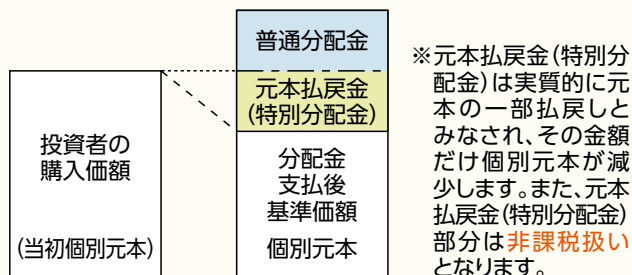 普通分配金
元本払戻金
(特別分配金)
投資者の
購入価額
(当初個別元本)
分配金
支払後
基準価額
個別元本
※元本払戻金(特別分
配金)は実質的に元
本の一部払戻しと
みなされ、その金額
だけ個別元本が減
少します。また、元本
払戻金(特別分配金)
部分は非課税扱い
となります。